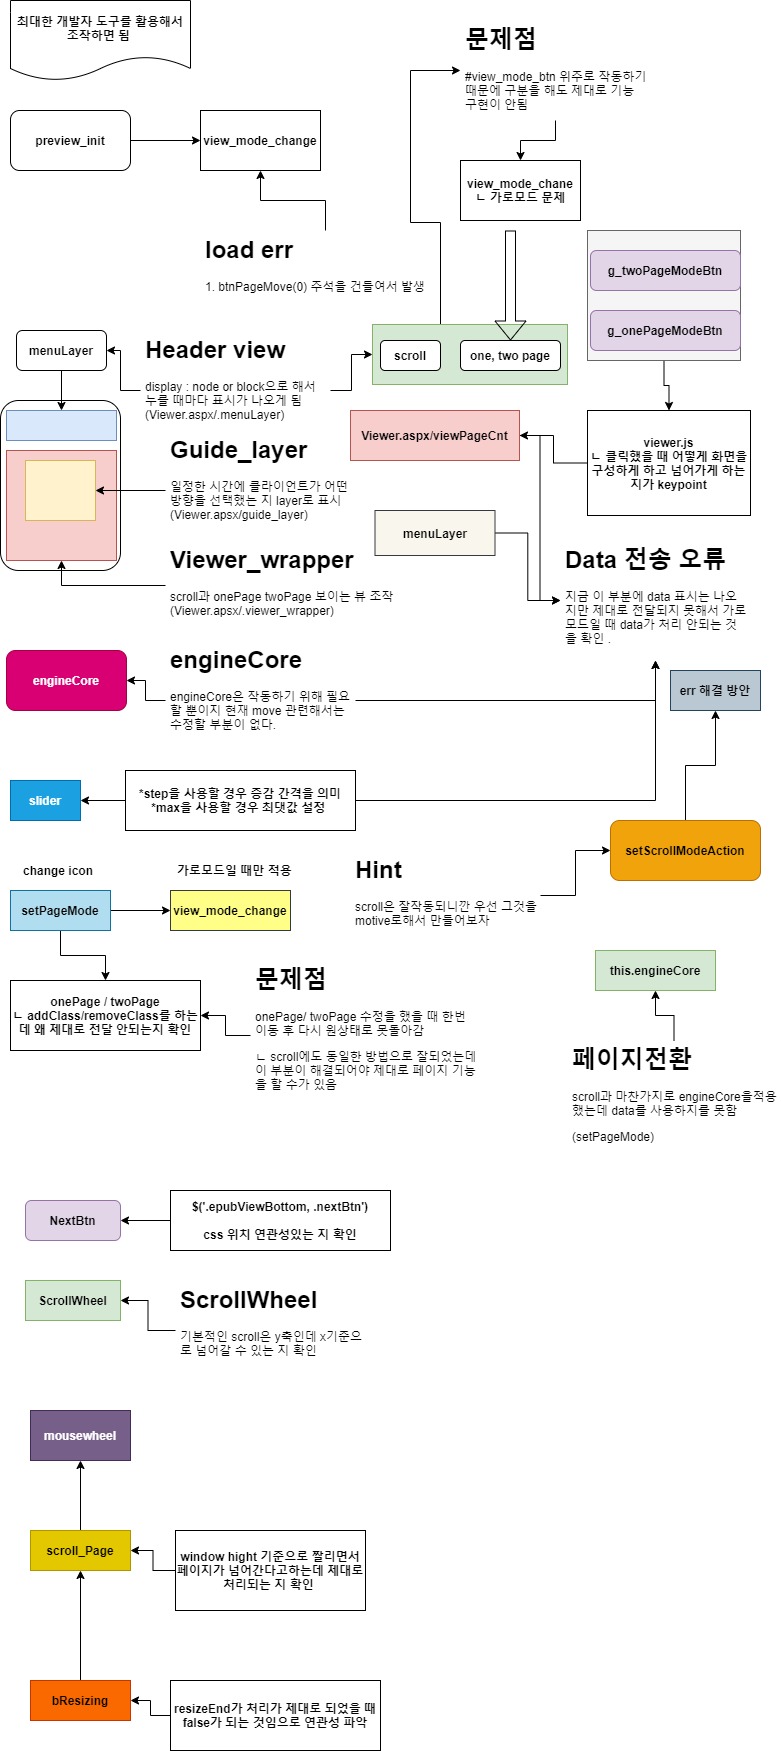 최대한 개발자 도구를 활용해서
조작하면 됨
문제점
#view_mode_btn 위주로 작동하기
때문에 구분을 해도 제대로 기능
구현이 안됨
preview_init
view_mode_change
view_mode_chane
ㄴ 가로모드 문제
load err
1. btnPageMove(0) 주석을 건들여서 발생
g_twoPageModeBtn
g_onePageModeBtn
menuLayer
Header view
display : node or block으로 해서
누를 때마다 표시가 나오게 됨
(Viewer.aspx/.menuLayer)
scroll
one, two page
Viewer.aspx/viewPageCnt
viewer.js
ㄴ 클릭했을 때 어떻게 화면을
구성하게 하고 넘어가게 하는
지가 keypoint
Guide_layer
일정한 시간에 클라이언트가 어떤
방향을 선택했는 지 layer로 표시
(Viewer.apsx/guide_layer)
menuLayer
Viewer_wrapper
scroll과 onePage twoPage 보이는 뷰 조작
(Viewer.apsx/.viewer_wrapper)
Data 전송 오류
지금 이 부분에 data 표시는 나오
지만 제대로 전달되지 못해서 가로
모드일 때 data가 처리 안되는 것
을 확인 .
engineCore
engineCore
engineCore은 작동하기 위해 필요
할 뿐이지 현재 move 관련해서는
수정할 부분이 없다.
err 해결 방안
slider
*step을 사용할 경우 증감 간격을 의미
*max을 사용할 경우 최댓값 설정
setScrollModeAction
change icon
가로모드일 때만 적용
setPageMode
view_mode_change
Hint
scroll은 잘작동되니깐 우선 그것을
motive로해서 만들어보자
onePage / twoPage
ㄴ addClass/removeClass를 하는
데 왜 제대로 전달 안되는지 확인
문제점
onePage/ twoPage 수정을 했을 때 한번
이동 후 다시 원상태로 못돌아감
ㄴ scroll에도 동일한 방법으로 잘되었는데
이 부분이 해결되어야 제대로 페이지 기능
을 할 수가 있음
this.engineCore
페이지전환
scroll과 마찬가지로 engineCore을적용
했는데 data를 사용하지를 못함
(setPageMode)
NextBtn
$('.epubViewBottom, .nextBtn')
css 위치 연관성있는 지 확인
ScrollWheel
ScrollWheel
기본적인 scroll은 y축인데 x기준으
로 넘어갈 수 있는 지 확인
mousewheel
scroll_Page
window hight 기준으로 짤리면서
페이지가 넘어간다고하는데 제대로
처리되는 지 확인
bResizing
resizeEnd가 처리가 제대로 되었을 때
false가 되는 것임으로 연관성 파악